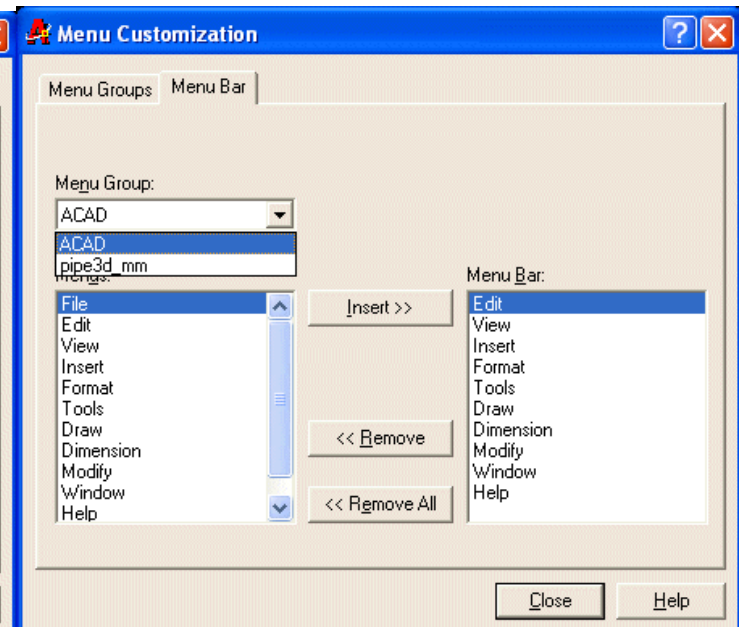 Menu Customization
Menu Groups Menu Bar
Menu Group:
ACAD
ACAD
pipe3d_mm
Menus:
File
Edit
View
Insert
Format
Tools
Draw
Dimension
Modify
Window
Help
Insert >>
<< Remove
<< Remove All
Menu Bar:
Edit
View
Insert
Format
Tools
Draw
Dimension
Modify
Window
Help
Close Help